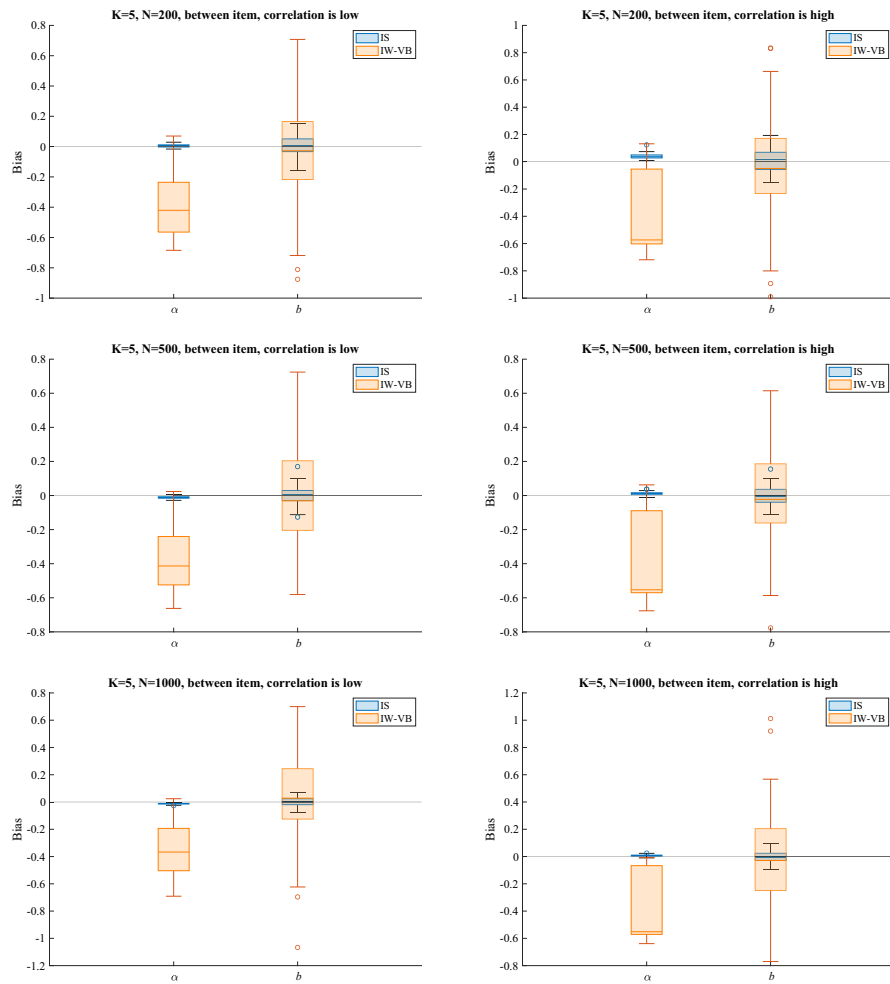 K=5, N=200, between item, correlation is low
0.8
0.6
0.4
0.2
0
-0.2
-0.4
-0.6
-0.8
-1
Bias
IS
IW-VB
α
b
K=5, N=200, between item, correlation is high
1
0.8
0.6
0.4
0.2
0
-0.2
-0.4
-0.6
-0.8
-1
Bias
IS
IW-VB
α
b
K=5, N=500, between item, correlation is low
0.8
0.6
0.4
0.2
0
-0.2
-0.4
-0.6
-0.8
Bias
IS
IW-VB
α
b
K=5, N=500, between item, correlation is high
0.8
0.6
0.4
0.2
0
-0.2
-0.4
-0.6
-0.8
Bias
IS
IW-VB
α
b
K=5, N=1000, between item, correlation is low
0.8
0.6
0.4
0.2
0
-0.2
-0.4
-0.6
-0.8
-1
-1.2
Bias
IS
IW-VB
α
b
K=5, N=1000, between item, correlation is high
1.2
1
0.8
0.6
0.4
0.2
0
-0.2
-0.4
-0.6
-0.8
Bias
IS
IW-VB
α
b